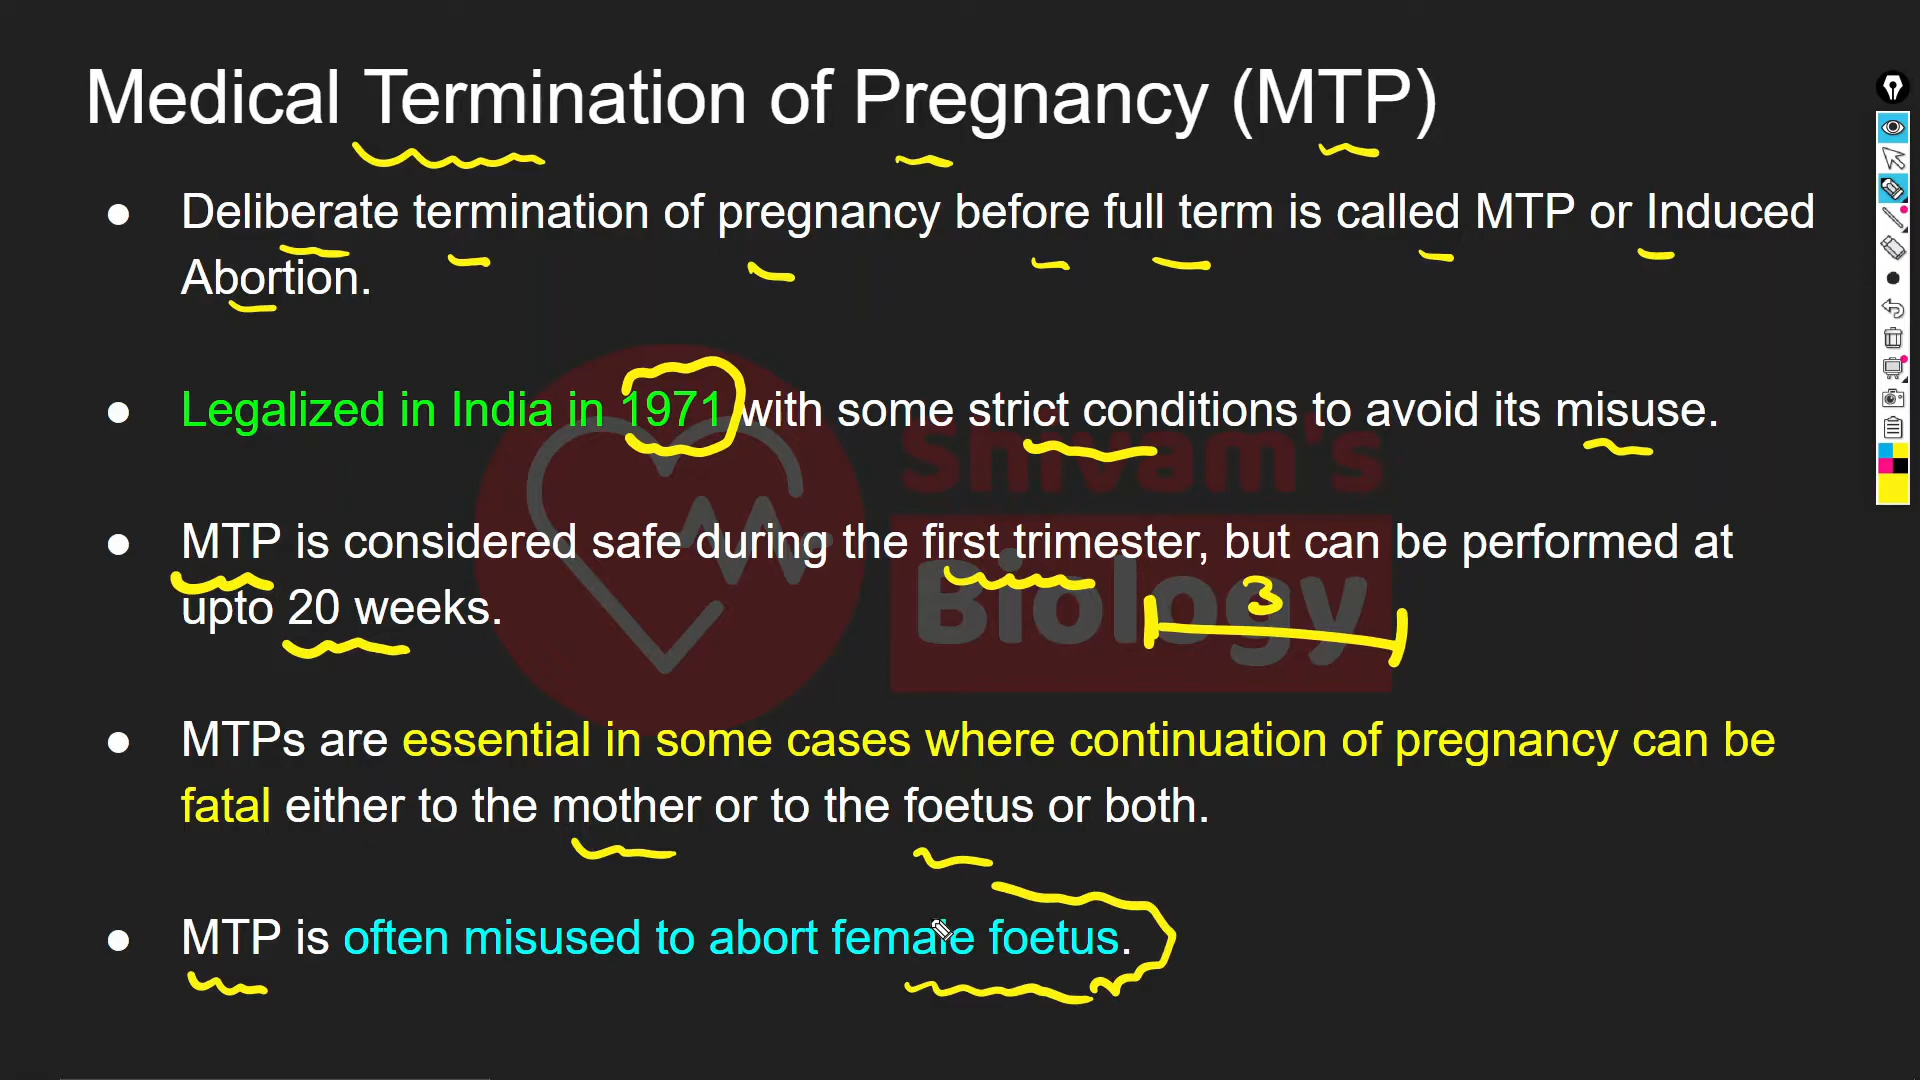 Medical Termination of Pregnancy (MTP)
● Deliberate termination of pregnancy before full term is called MTP or Induced
Abortion.
● Legalized in India in 1971 with some strict conditions to avoid its misuse.
Shivam's
● MTP is considered safe during the first trimester, but can be performed at
Biology
3
upto 20 weeks.
● MTPs are essential in some cases where continuation of pregnancy can be
fatal either to the mother or to the foetus or both.
● MTP is often misused to abort female foetus.